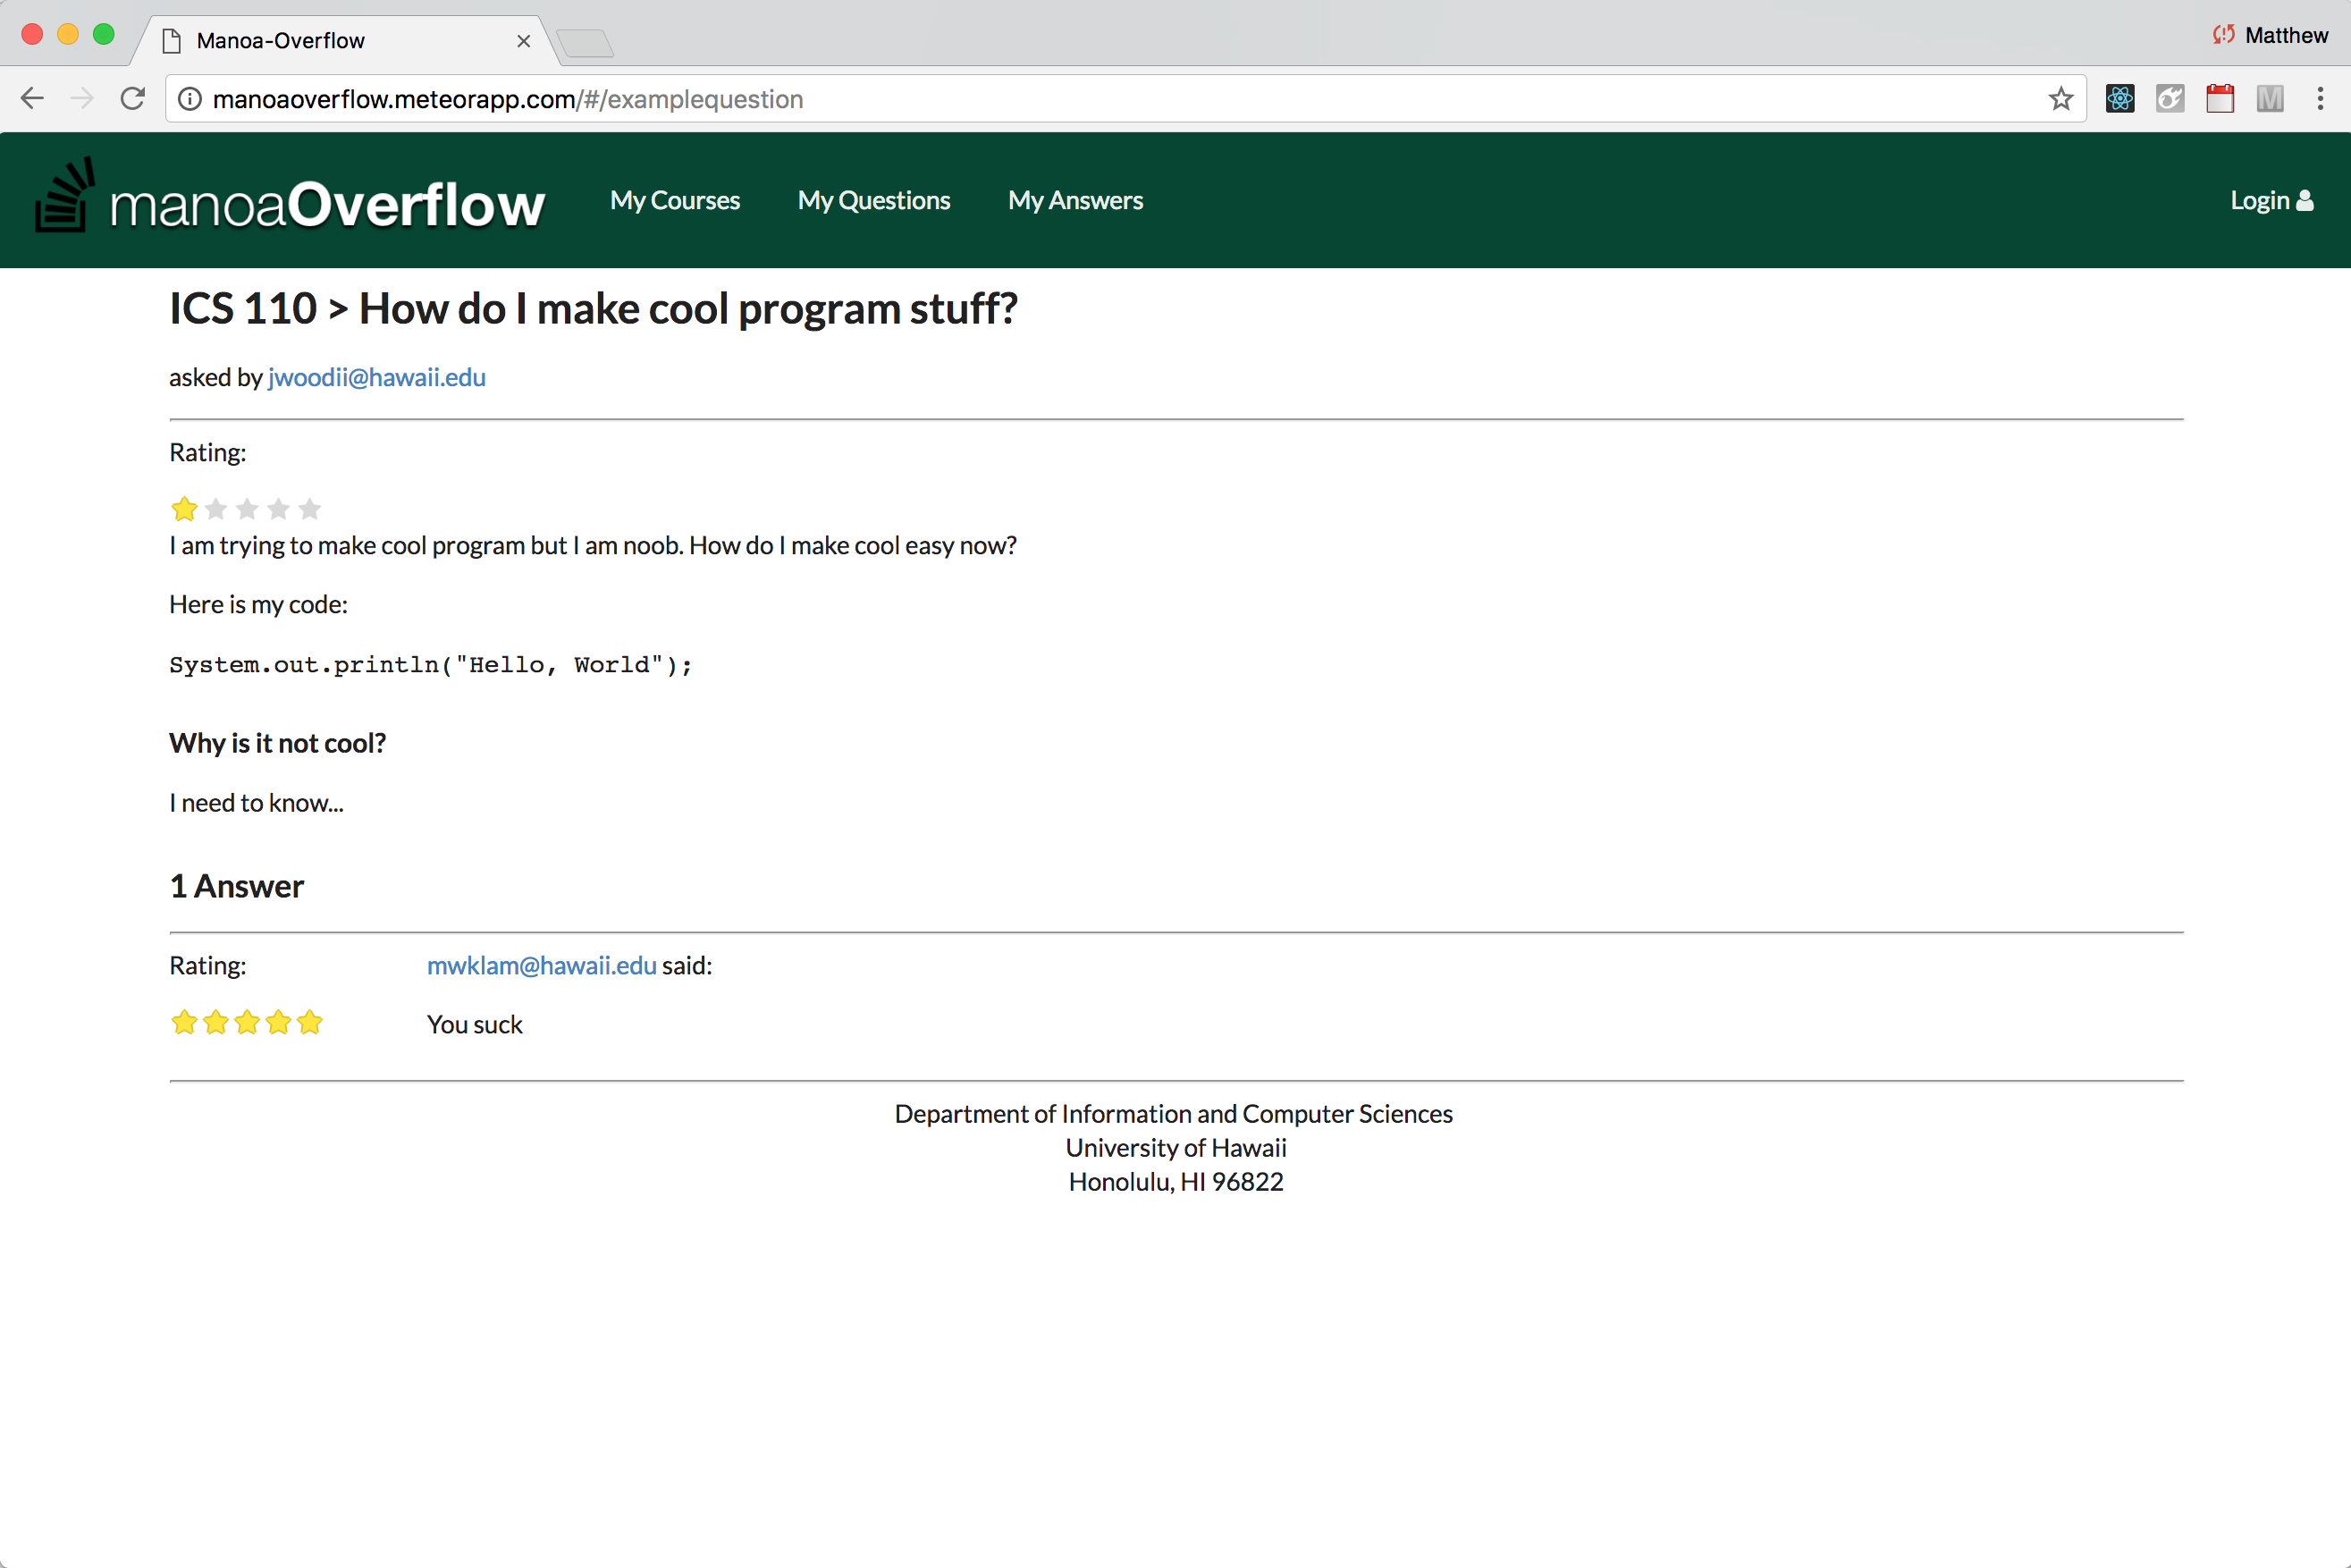 Manoa-Overflow
Matthew
manoaoverflow.meteorapp.com/#/examplequestion
M
manoaOverflow
My Courses
My Questions
My Answers
Login
ICS 110 > How do I make cool program stuff?
asked by jwoodii@hawaii.edu
Rating:
I am trying to make cool program but I am noob. How do I make cool easy now?
Here is my code:
System.out.println("Hello, World");
Why is it not cool?
I need to know...
1 Answer
Rating:
mwklam@hawaii.edu said:
You suck
Department of Information and Computer Sciences
University of Hawaii
Honolulu, HI 96822